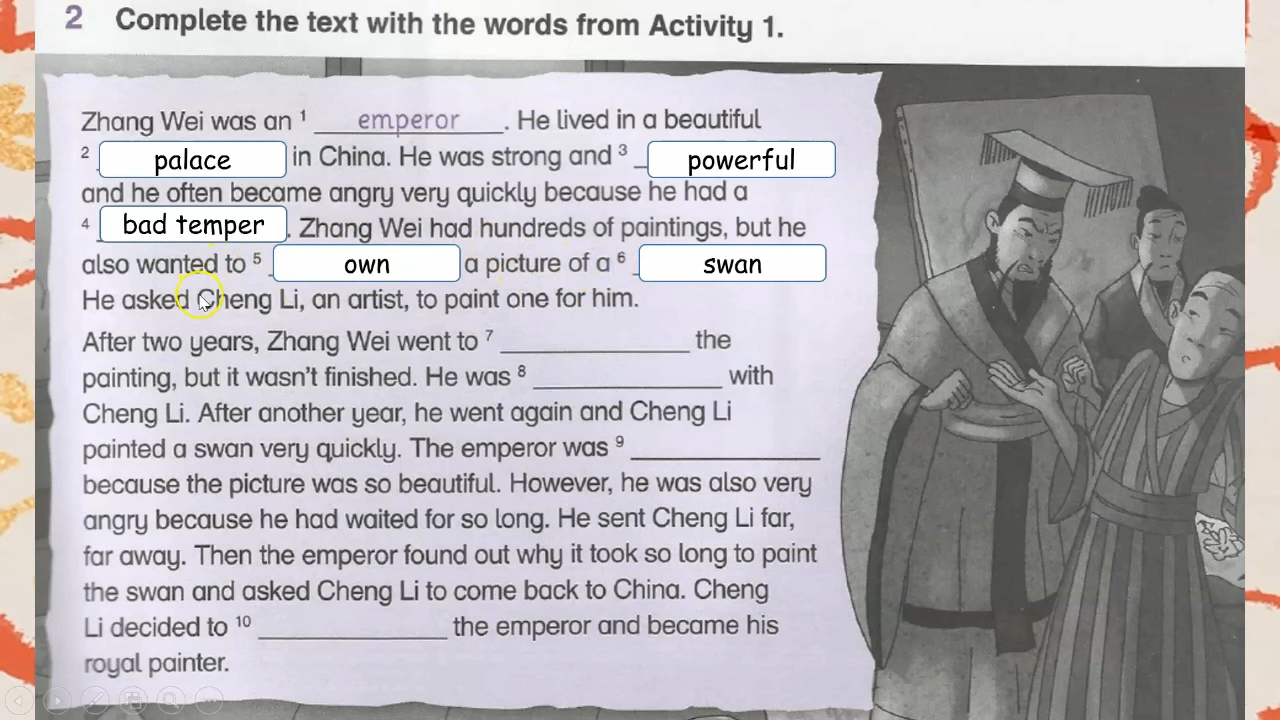 2 Complete the text with the words from Activity 1.
Zhang Wei was an 1 emperor. He lived in a beautiful
2 palace in China. He was strong and 3 powerful
and he often became angry very quickly because he had a
4 bad temper. Zhang Wei had hundreds of paintings, but he
also wanted to 5 own a picture of a 6 swan
He asked Cheng Li, an artist, to paint one for him.
After two years, Zhang Wei went to 7 ____________ the
painting, but it wasn't finished. He was 8 ____________ with
Cheng Li. After another year, he went again and Cheng Li
painted a swan very quickly. The emperor was 9 ____________
because the picture was so beautiful. However, he was also very
angry because he had waited for so long. He sent Cheng Li far,
far away. Then the emperor found out why it took so long to paint
the swan and asked Cheng Li to come back to China. Cheng
Li decided to 10 ____________ the emperor and became his
royal painter.